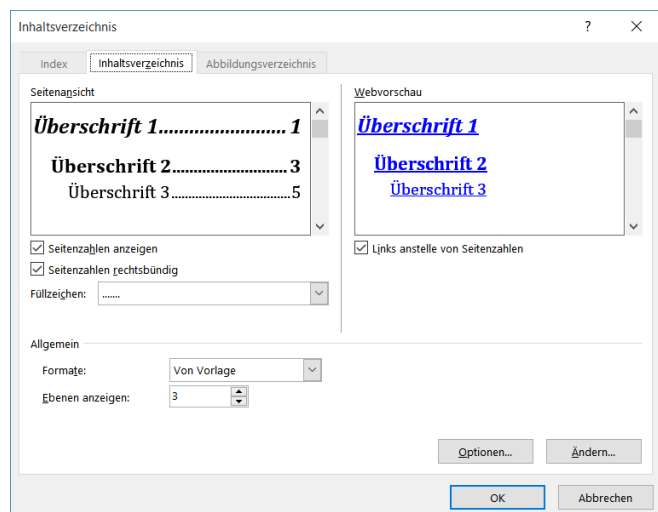 Inhaltsverzeichnis
Index Inhaltsverzeichnis Abbildungsverzeichnis
Seitenansicht
Überschrift 1........................... 1
Überschrift 2........................... 3
Überschrift 3................................... 5
Webvorschau
Überschrift 1
Überschrift 2
Überschrift 3
Seitenzahlen anzeigen
Seitenzahlen rechtsbündig
Füllzeichen: .......
Links anstelle von Seitenzahlen
Allgemein
Formate: Von Vorlage
Ebenen anzeigen: 3
Optionen... Ändern...
OK Abbrechen